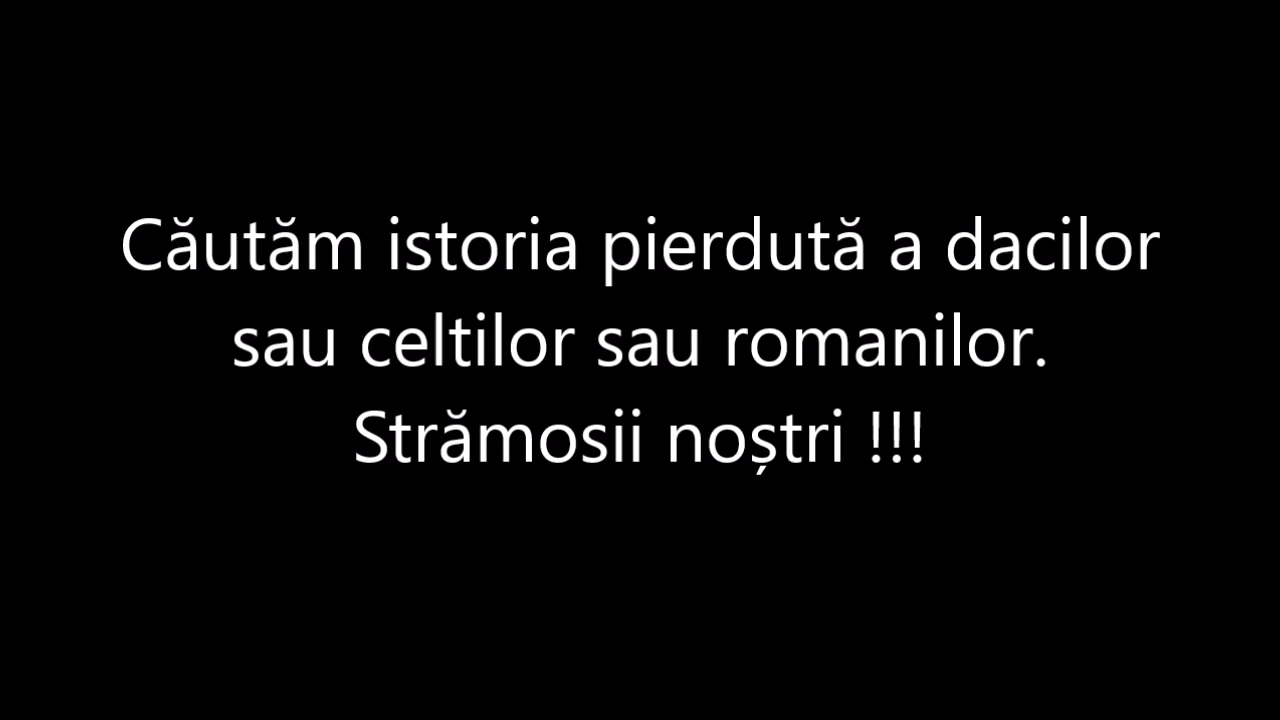 Căutăm istoria pierdută a dacilor
sau celtilor sau romanilor.
Strămosii noștri !!!